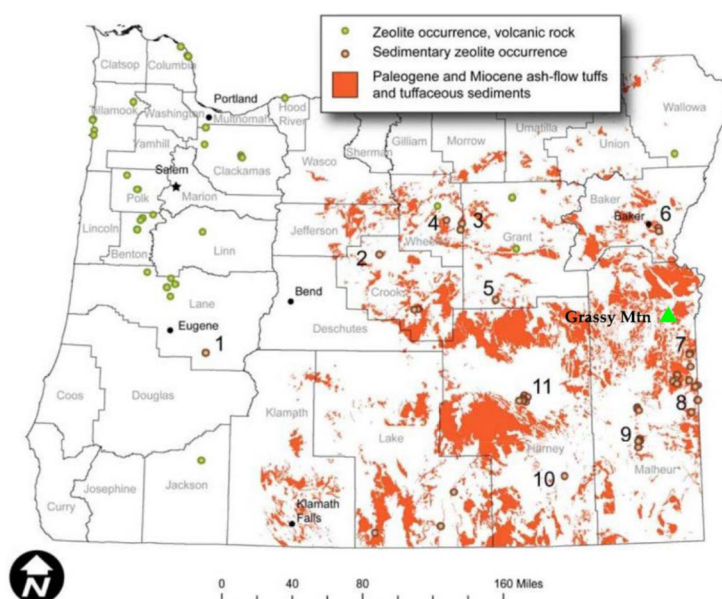 Zeolite occurrence, volcanic rock
Sedimentary zeolite occurrence
Paleogene and Miocene ash-flow tuffs
and tuffaceous sediments
Clatsop
Columbia
Portland
Tillamook
Washington
Multnomah
Hood
River
Wallowa
Umatilla
Morrow
Gilliam
Sherman
Union
Yamhill
Clackamas
Wasco
Salem
Polk
Marion
Baker
Baker
6
Lincoln
Jefferson
4
3
Wheeler
Grant
Benton
Linn
2
Crook
5
Lane
Bend
Deschutes
Grassy Mtn
Eugene
1
7
Coos
Douglas
Klamath
Lake
11
8
Harney
9
Malheur
10
Curry
Josephine
Jackson
Klamath
Falls
N
0 40 80 160 Miles